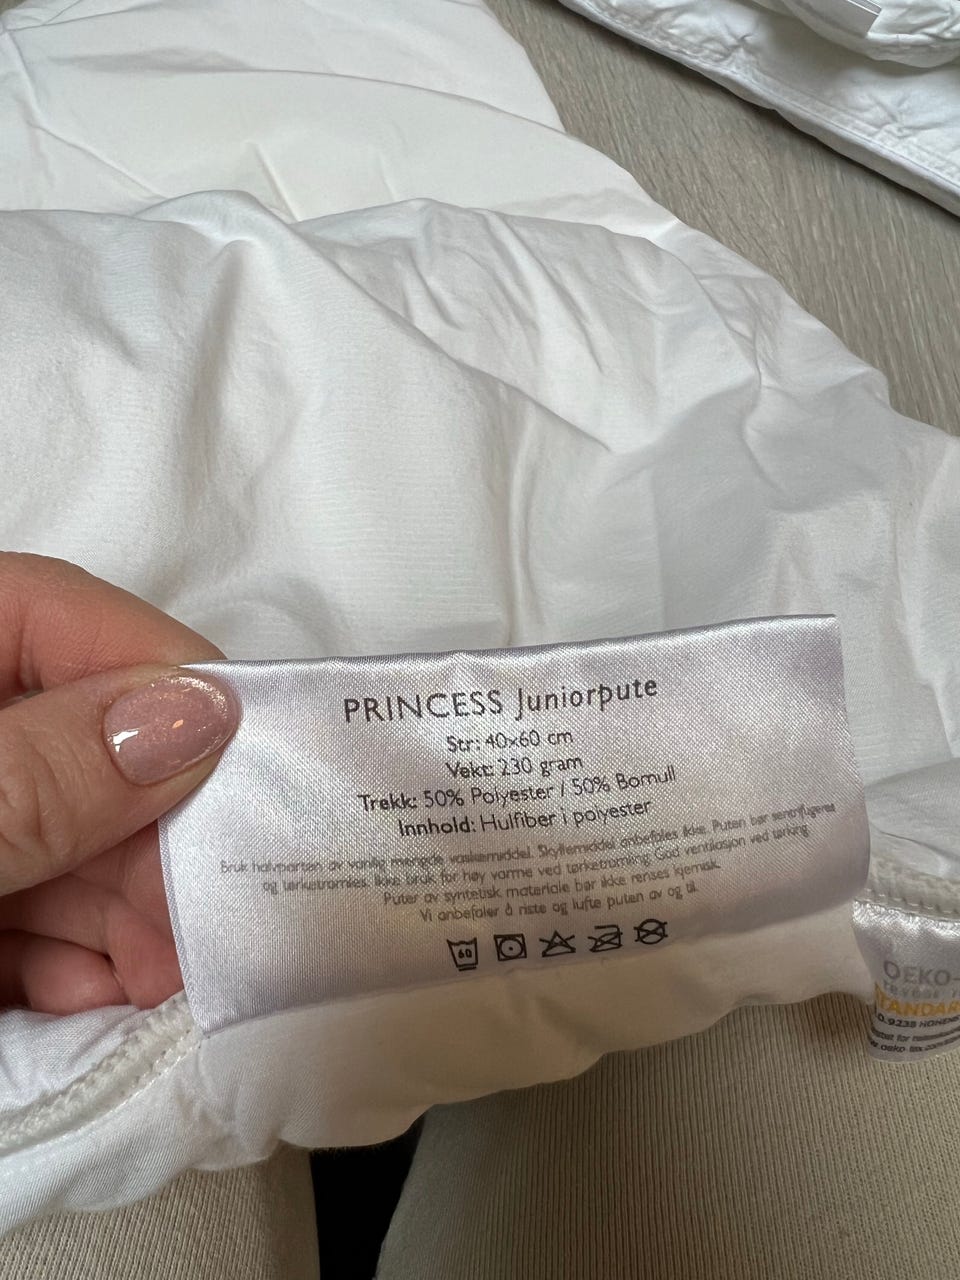 PRINCESS Juniorpute
Str: 40x60 cm
Vekt: 230 gram
Trekk: 50% Polyester / 50% Bomull
Innhold: Hulfiber i polyester
Bruk halvparten av vanlig mengde vaskemiddel. Skyllemiddel anbefales ikke. Puten bør sentrifugeres
og tørketromles. Ikke bruk for høy varme ved tørketromling. God ventilasjon ved tørking.
Puter av syntetisk materiale bør ikke renses kjemisk.
Vi anbefaler å riste og lufte puten av og til.
60
OEKO-